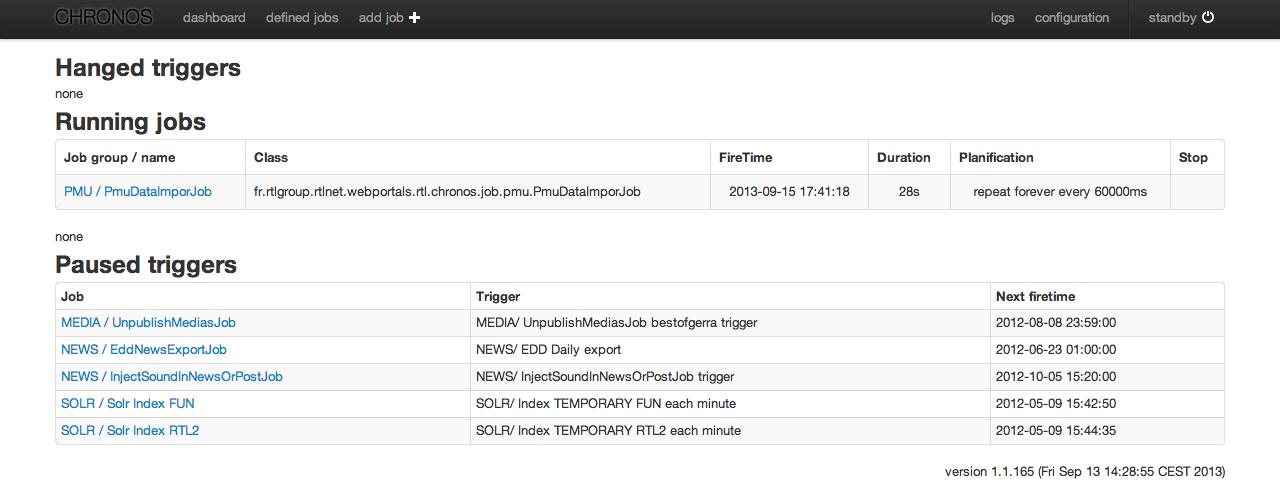 CHRONOS dashboard defined jobs add job logs configuration standby
Hanged triggers
none
Running jobs
Job group / name Class FireTime Duration Planification Stop
PMU / PmuDataImporJob fr.rtlgroup.rtlnet.webportals.rtl.chronos.job.pmu.PmuDataImporJob 2013-09-15 17:41:18 28s repeat forever every 60000ms
none
Paused triggers
Job Trigger Next firetime
MEDIA / UnpublishMediasJob MEDIA/ UnpublishMediasJob bestofgerra trigger 2012-08-08 23:59:00
NEWS / EddNewsExportJob NEWS/ EDD Daily export 2012-06-23 01:00:00
NEWS / InjectSoundInNewsOrPostJob NEWS/ InjectSoundInNewsOrPostJob trigger 2012-10-05 15:20:00
SOLR / Solr Index FUN SOLR/ Index TEMPORARY FUN each minute 2012-05-09 15:42:50
SOLR / Solr Index RTL2 SOLR/ Index TEMPORARY RTL2 each minute 2012-05-09 15:44:35
version 1.1.165 (Fri Sep 13 14:28:55 CEST 2013)